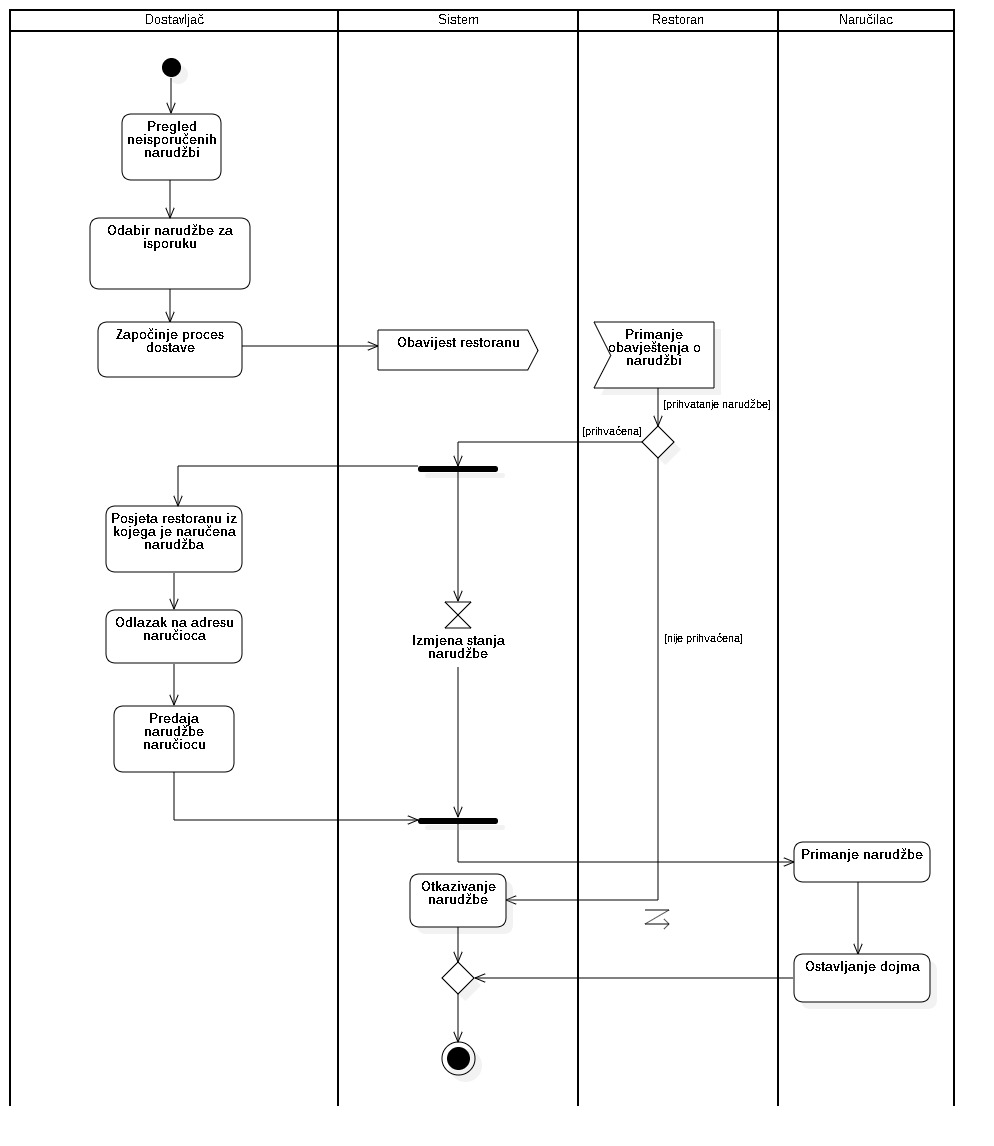 Dostavljač
Sistem
Restoran
Naručilac
Pregled
neisporučenih
narudžbi
Odabir narudžbe za
isporuku
Započinje proces
dostave
Obavijest restoranu
Primanje
obavještenja o
narudžbi
[prihvatanje narudžbe]
[prihvaćena]
Posjeta restoranu iz
kojega je naručena
narudžba
Odlazak na adresu
naručioca
Izmjena stanja
narudžbe
[nije prihvaćena]
Predaja
narudžbe
naručiocu
Primanje narudžbe
Otkazivanje
narudžbe
Ostavljanje dojma